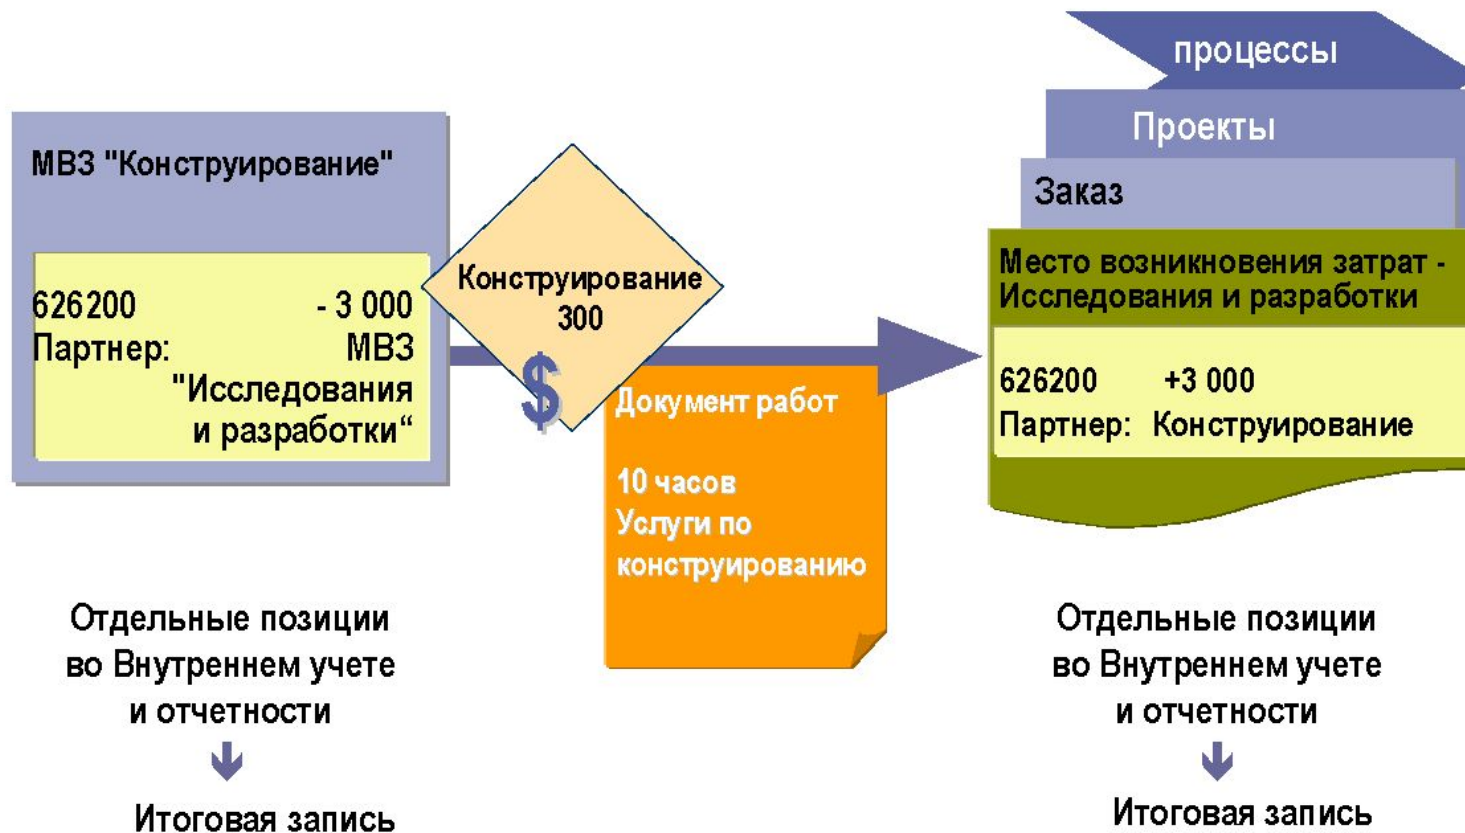 процессы
Проекты
Заказ
МВЗ "Конструирование"
626200 - 3 000
Партнер: МВЗ
"Исследования
и разработки“
Конструирование
300
$
Документ работ
10 часов
Услуги по
конструированию
Место возникновения затрат -
Исследования и разработки
626200 +3 000
Партнер: Конструирование
Отдельные позиции
во Внутреннем учете
и отчетности
Итоговая запись
Отдельные позиции
во Внутреннем учете
и отчетности
Итоговая запись